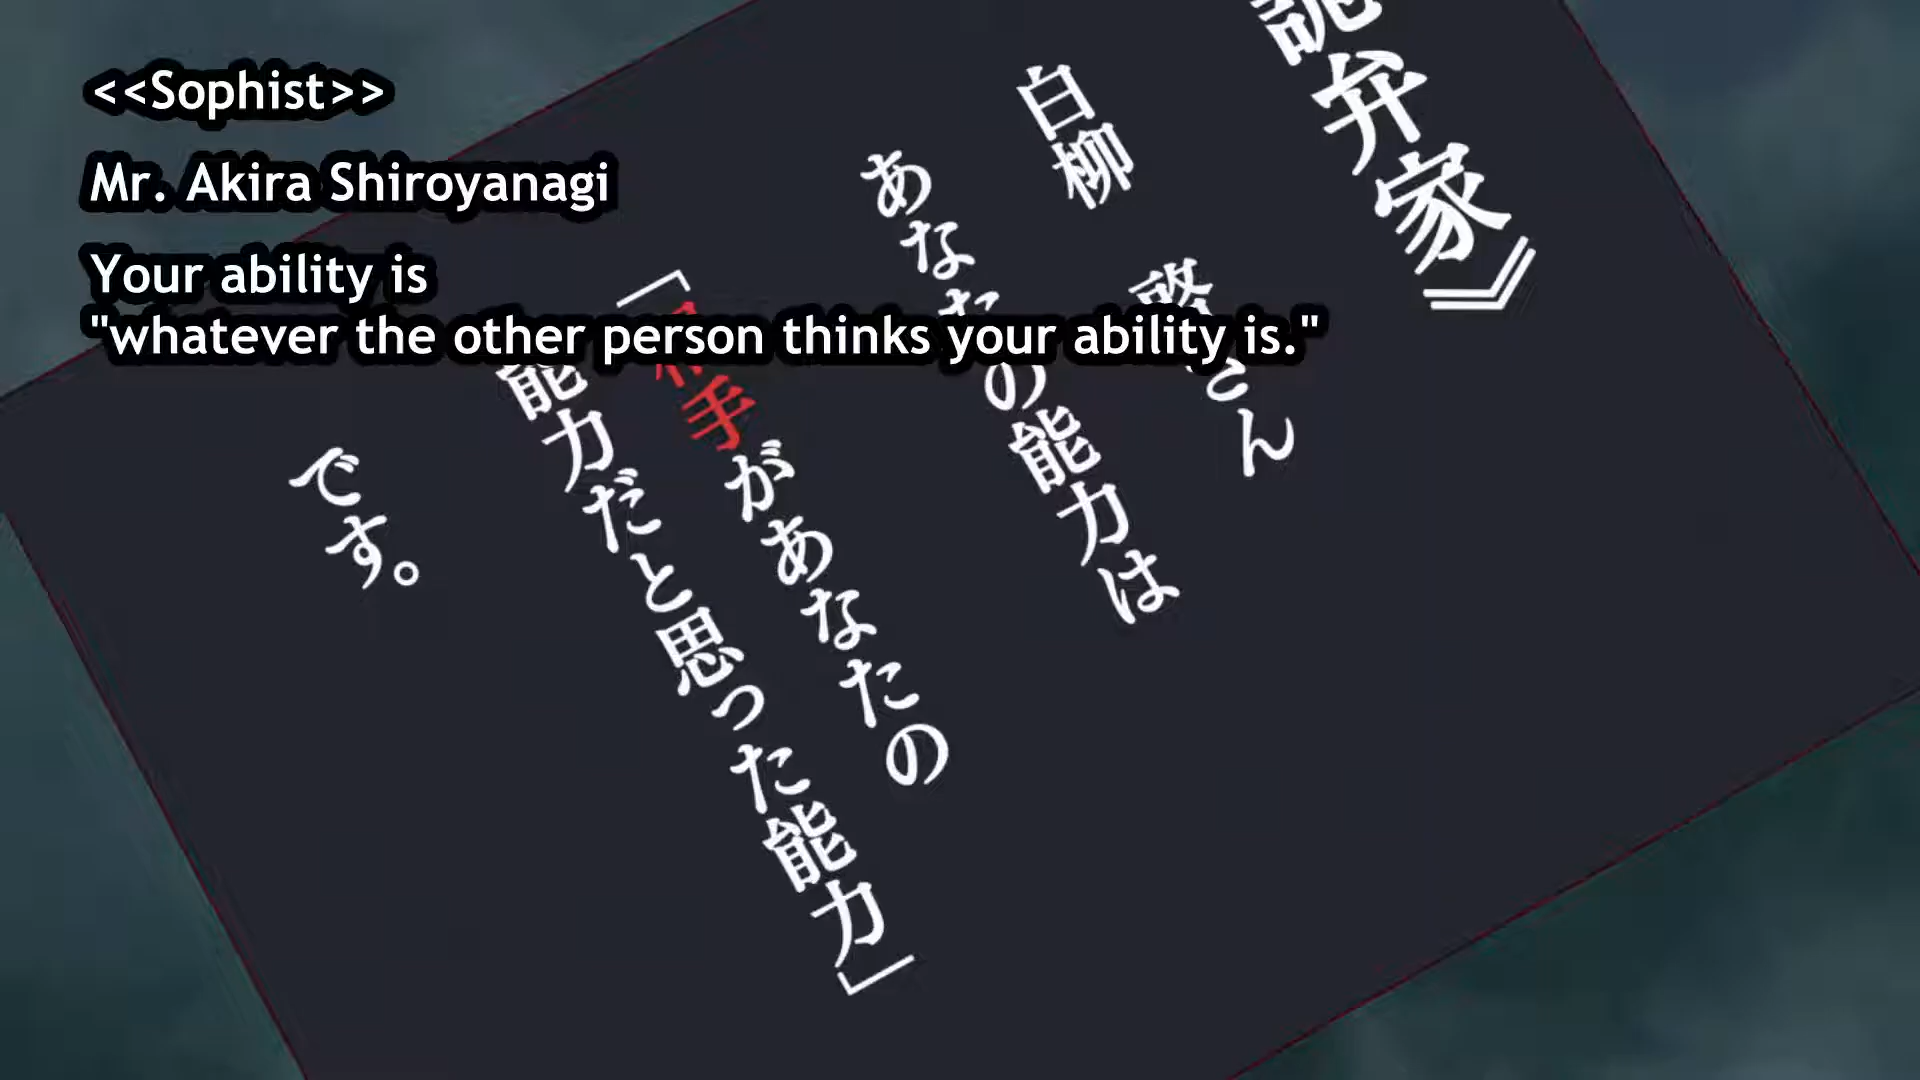 <<Sophist>>
Mr. Akira Shiroyanagi
Your ability is
"whatever the other person thinks your ability is."
弁家》
白柳 さん
あなたの能力は
「 手があなたの
能力だと思った能力」
です。